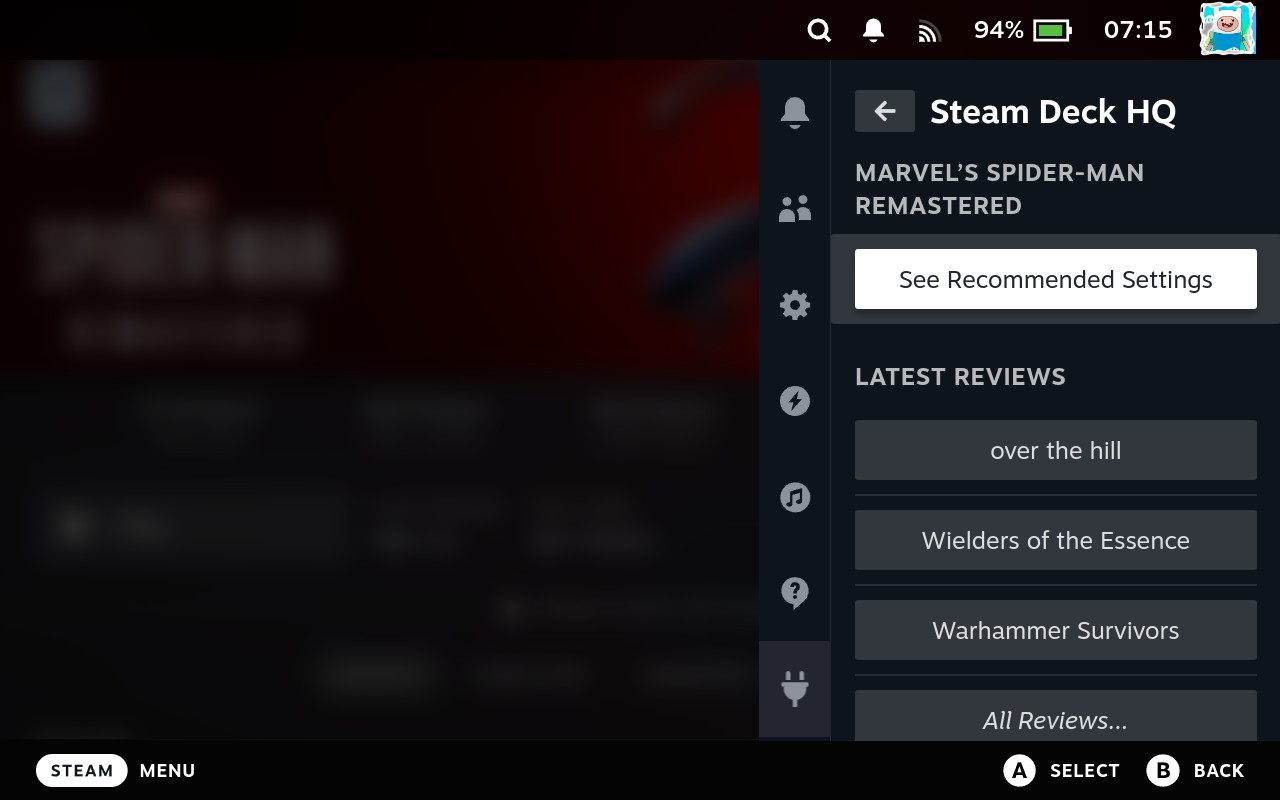 94%
07:15
Steam Deck HQ
MARVEL’S SPIDER-MAN
REMASTERED
See Recommended Settings
LATEST REVIEWS
over the hill
Wielders of the Essence
Warhammer Survivors
All Reviews...
STEAM MENU
A SELECT B BACK